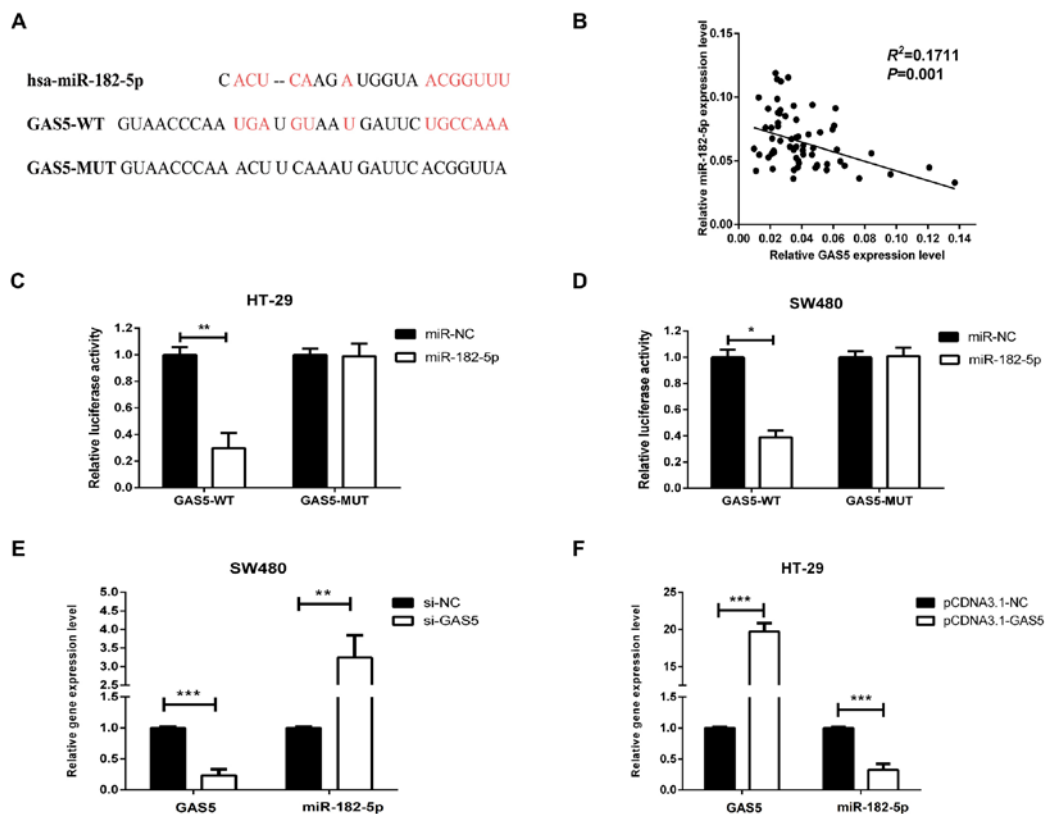 A
hsa-miR-182-5p C ACU -- CAAGA UGGUA ACGGUUU
GAS5-WT GUAACCCAA UGA U GUAAU GAUUC UGCCAAA
GAS5-MUT GUAACCCAA ACUU CAAAU GAUUC ACGGUUA
B
R²=0.1711
P=0.001
Relative miR-182-5p expression level
0.15
0.10
0.05
0.00
0.00 0.02 0.04 0.06 0.08 0.10 0.12 0.14
Relative GAS5 expression level
C
HT-29
Relative luciferase activity
1.2
1.0
0.8
0.6
0.4
0.2
0.0
**
miR-NC
miR-182-5p
GAS5-WT GAS5-MUT
D
SW480
Relative luciferase activity
1.2
1.0
0.8
0.6
0.4
0.2
0.0
*
miR-NC
miR-182-5p
GAS5-WT GAS5-MUT
E
SW480
Relative gene expression level
5.0
4.5
4.0
3.5
3.0
2.5
1.5
1.0
0.5
0.0
***
**
si-NC
si-GAS5
GAS5 miR-182-5p
F
HT-29
Relative gene expression level
25
20
15
1.5
1.0
0.5
0.0
***
***
pCDNA3.1-NC
pCDNA3.1-GAS5
GAS5 miR-182-5p